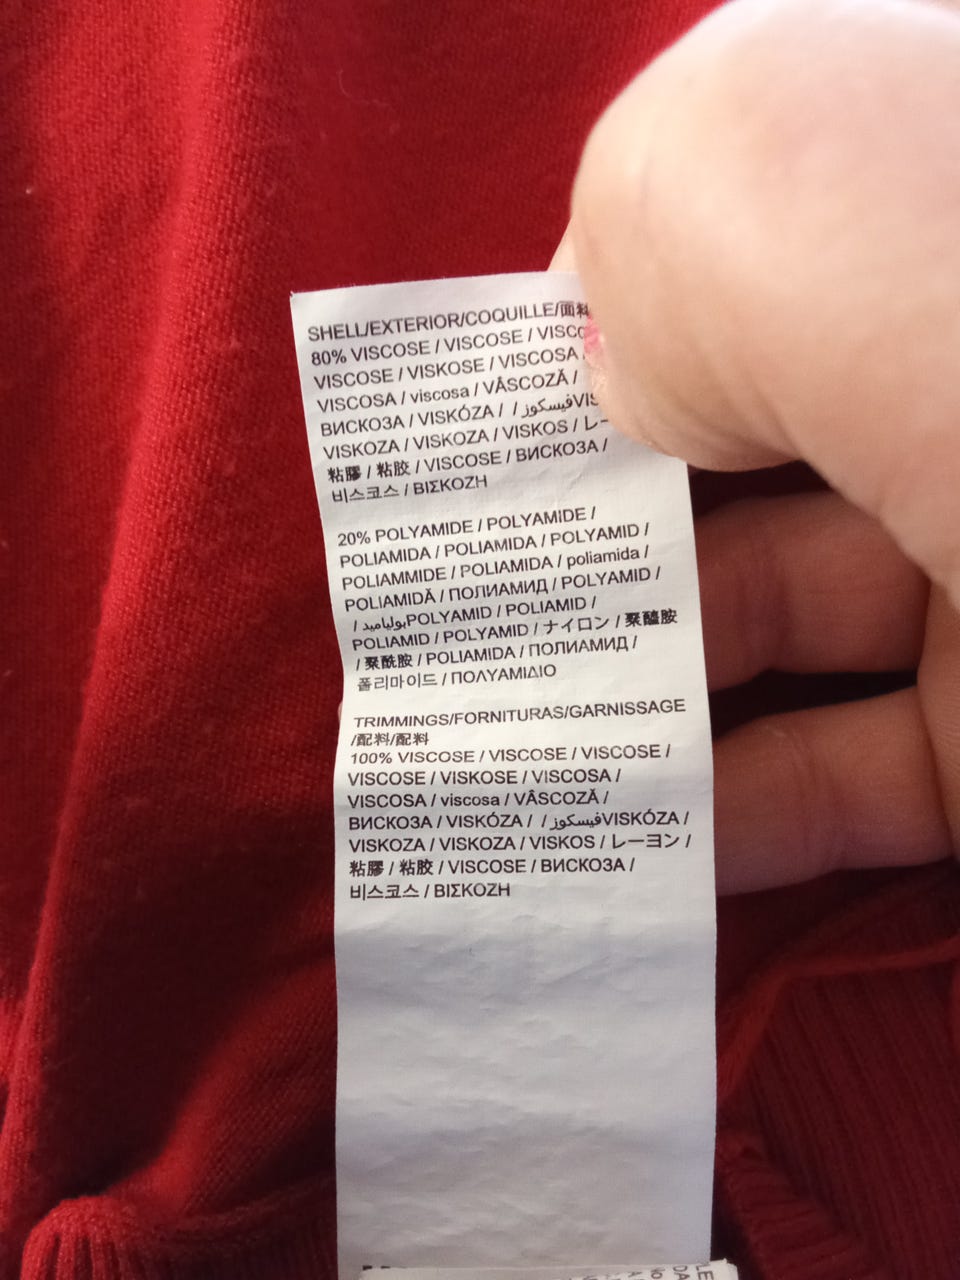 SHELL/EXTERIOR/COQUILLE/面料
80% VISCOSE / VISCOSE /
VISCOSE / VISKOSE / VISCOSA
VISCOSA / viscosa / VÂSCOZĂ /
ВИСКОЗА / VISKÓZA / / فيسكوز
VISKOZA / VISKOZA / VISKOS /
粘膠 / 粘胶 / VISCOSE / ВИСКОЗА /
비스코스 / ΒΙΣΚΟΖΗ
20% POLYAMIDE / POLYAMIDE /
POLIAMIDA / POLIAMIDA / POLYAMID /
POLIAMMIDE / POLIAMIDA / poliamida /
POLIAMIDĂ / ПОЛИАМИД / POLYAMID /
/ بولياميدPOLYAMID / POLIAMID /
POLIAMID / POLYAMID / ナイロン / 聚醯胺
/ 聚酰胺 / POLIAMIDA / ПОЛИАМИД /
폴리마이드 / ΠΟΛΥΑΜΙΔΙΟ
TRIMMINGS/FORNITURAS/GARNISSAGE
/配料/配料
100% VISCOSE / VISCOSE / VISCOSE /
VISCOSE / VISKOSE / VISCOSA /
VISCOSA / viscosa / VÂSCOZĂ /
ВИСКОЗА / VISKÓZA / / فيسكوزVISKÓZA /
VISKOZA / VISKOZA / VISKOS / レーヨン /
粘膠 / 粘胶 / VISCOSE / ВИСКОЗА /
비스코스 / ΒΙΣΚΟΖΗ